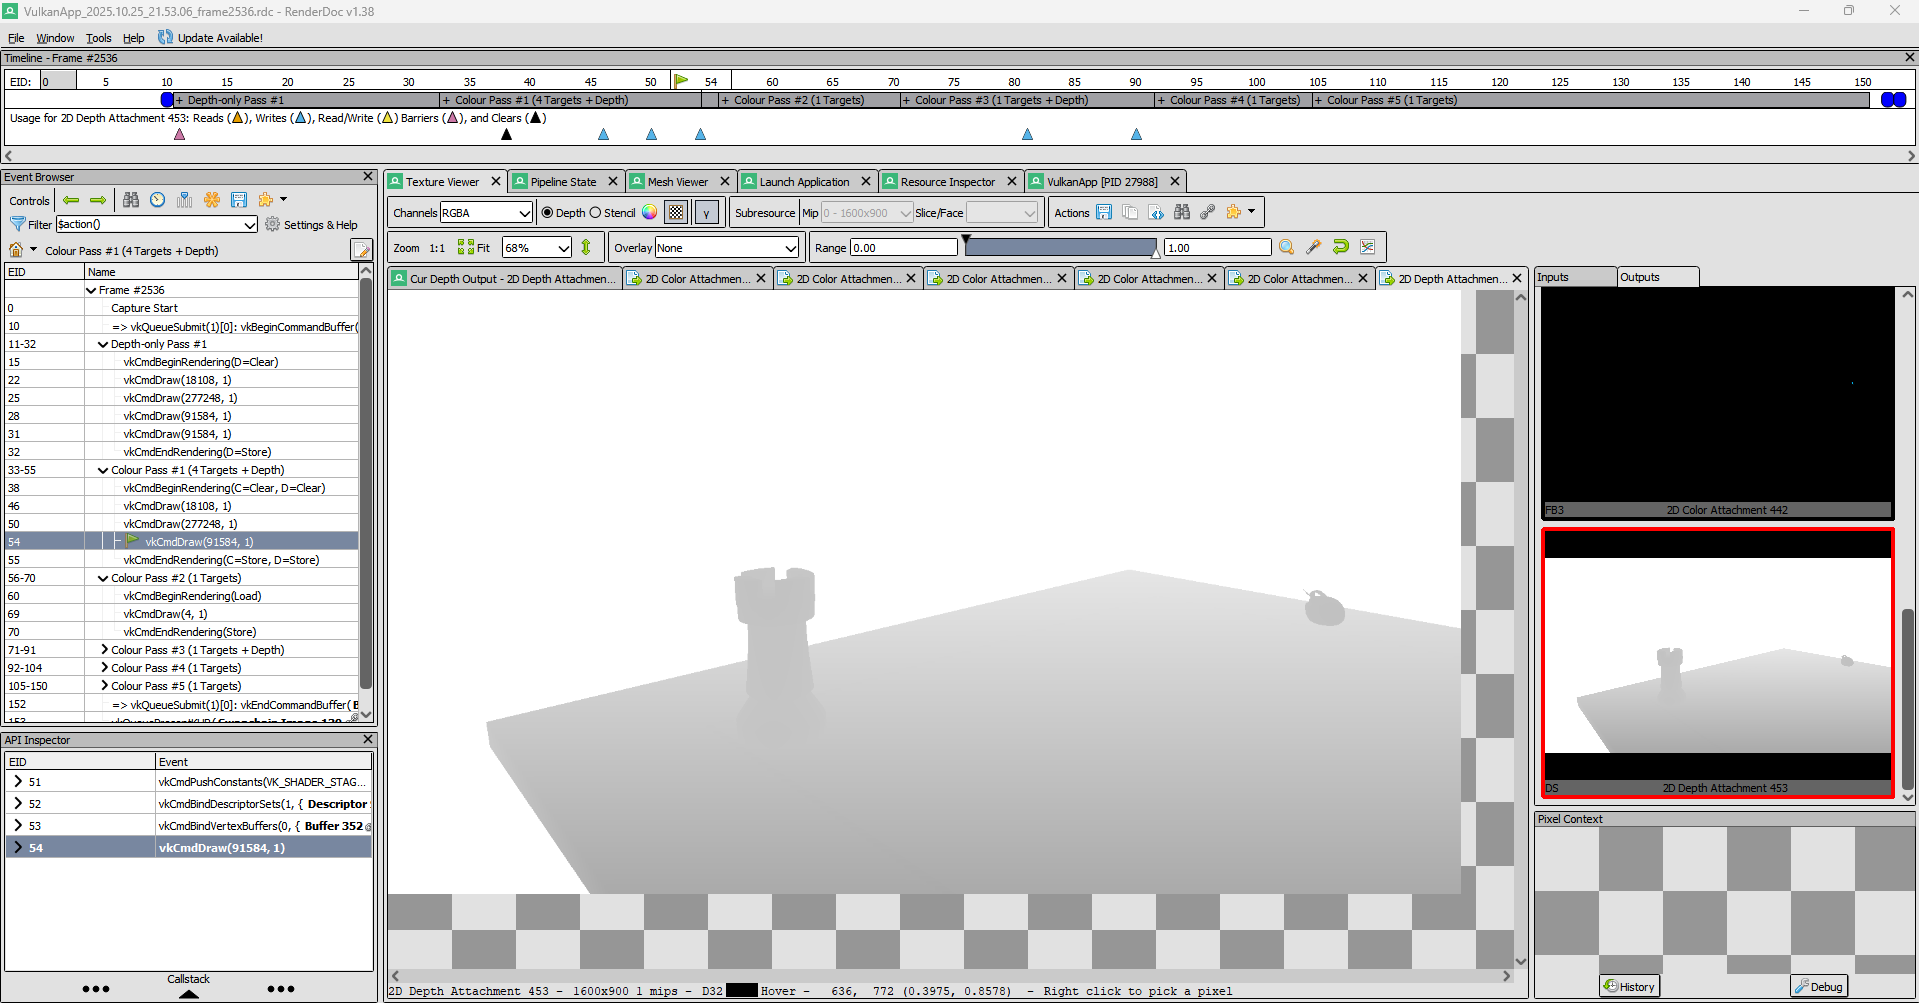 VulkanApp_2025.10.25_21.53.06_frame2536.rdc - RenderDoc v1.38
File Window Tools Help Update Available!
Timeline - Frame #2536
EID: 0 5 10 15 20 25 30 35 40 45 50 54 60 65 70 75 80 85 90 95 100 105 110 115 120 125 130 135 140 145 150
+ Depth-only Pass #1 + Colour Pass #1 (4 Targets + Depth) + Colour Pass #2 (1 Targets) + Colour Pass #3 (1 Targets + Depth) + Colour Pass #4 (1 Targets) + Colour Pass #5 (1 Targets)
Usage for 2D Depth Attachment 453: Reads ( ), Writes ( ), Read/Write ( ) Barriers ( ), and Clears ( )
Event Browser
Controls
Filter $action() Settings & Help
Colour Pass #1 (4 Targets + Depth)
EID Name
Frame #2536
0 Capture Start
10 => vkQueueSubmit(1)[0]: vkBeginCommandBuffer(
11-32 Depth-only Pass #1
15 vkCmdBeginRendering(D=Clear)
22 vkCmdDraw(18108, 1)
25 vkCmdDraw(277248, 1)
28 vkCmdDraw(91584, 1)
31 vkCmdDraw(91584, 1)
32 vkCmdEndRendering(D=Store)
33-55 Colour Pass #1 (4 Targets + Depth)
38 vkCmdBeginRendering(C=Clear, D=Clear)
46 vkCmdDraw(18108, 1)
50 vkCmdDraw(277248, 1)
54 vkCmdDraw(91584, 1)
55 vkCmdEndRendering(C=Store, D=Store)
56-70 Colour Pass #2 (1 Targets)
60 vkCmdBeginRendering(Load)
69 vkCmdDraw(4, 1)
70 vkCmdEndRendering(Store)
71-91 Colour Pass #3 (1 Targets + Depth)
92-104 Colour Pass #4 (1 Targets)
105-150 Colour Pass #5 (1 Targets)
152 => vkQueueSubmit(1)[0]: vkEndCommandBuffer( B
API Inspector
EID Event
51 vkCmdPushConstants(VK_SHADER_STAG...
52 vkCmdBindDescriptorSets(1, { Descriptor
53 vkCmdBindVertexBuffers(0, { Buffer 352
54 vkCmdDraw(91584, 1)
Callstack
Texture Viewer Pipeline State Mesh Viewer Launch Application Resource Inspector VulkanApp [PID 27988]
Channels RGBA Depth Stencil γ Subresource Mip 0 - 1600x900 Slice/Face Actions
Zoom 1:1 Fit 68% Overlay None Range 0.00 1.00
Cur Depth Output - 2D Depth Attachmen... 2D Color Attachmen... 2D Color Attachmen... 2D Color Attachmen... 2D Color Attachmen... 2D Color Attachmen... 2D Depth Attachmen...
2D Depth Attachment 453 - 1600x900 1 mips - D32 Hover - 636, 772 (0.3975, 0.8578) - Right click to pick a pixel
Inputs Outputs
FB3 2D Color Attachment 442
DS 2D Depth Attachment 453
Pixel Context
History Debug